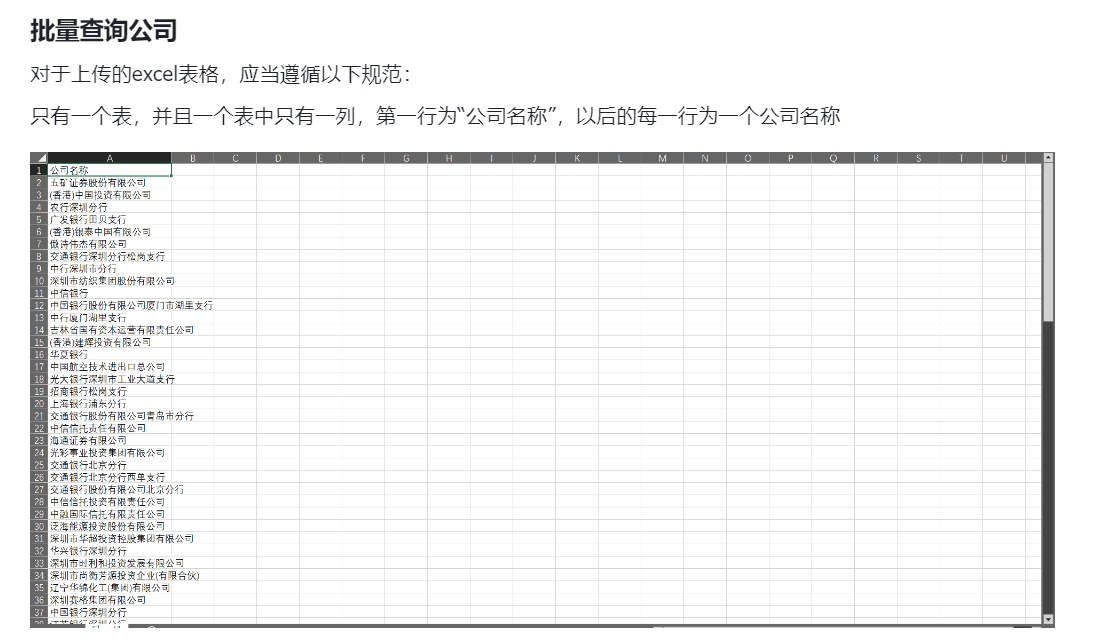 批量查询公司
对于上传的excel表格，应当遵循以下规范：
只有一个表，并且一个表中只有一列，第一行为“公司名称”，以后的每一行为一个公司名称
A B C D E F G H I J K L M N O P Q R S T U
1 公司名称
2 五矿证券股份有限公司
3 (香港)中国投资有限公司
4 农行深圳分行
5 广发银行田贝支行
6 (香港)银泰中国有限公司
7 傲诗伟杰有限公司
8 交通银行深圳分行松岗支行
9 中行深圳市分行
10 深圳市纺织集团股份有限公司
11 中信银行
12 中国银行股份有限公司厦门市湖里支行
13 中行厦门湖里支行
14 吉林省国有资本运营有限责任公司
15 (香港)建辉投资有限公司
16 华夏银行
17 中国航空技术进出口总公司
18 光大银行深圳市工业大道支行
19 招商银行松岗支行
20 上海银行浦东分行
21 交通银行股份有限公司青岛市分行
22 中信信托责任有限公司
23 海通证券有限公司
24 光彩事业投资集团有限公司
25 交通银行北京分行
26 交通银行北京分行西单支行
27 交通银行股份有限公司北京分行
28 中信信托投资有限责任公司
29 中融国际信托有限责任公司
30 泛海能源投资股份有限公司
31 深圳市华超投资控股集团有限公司
32 华兴银行深圳分行
33 深圳市时利和投资发展有限公司
34 深圳市尚衡芳源投资企业(有限合伙)
35 辽宁华锦化工(集团)有限公司
36 深圳赛格集团有限公司
37 中国银行深圳分行